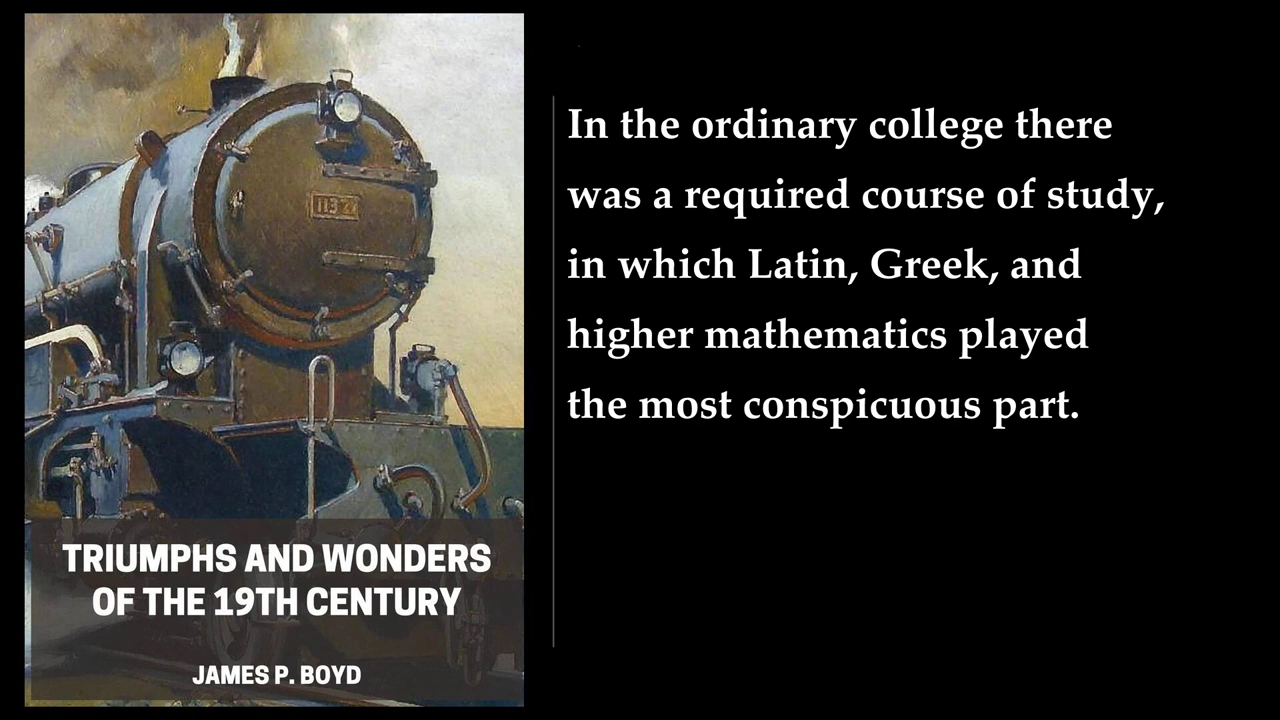 In the ordinary college there
was a required course of study,
in which Latin, Greek, and
higher mathematics played
the most conspicuous part.
TRIUMPHS AND WONDERS
OF THE 19TH CENTURY
JAMES P. BOYD